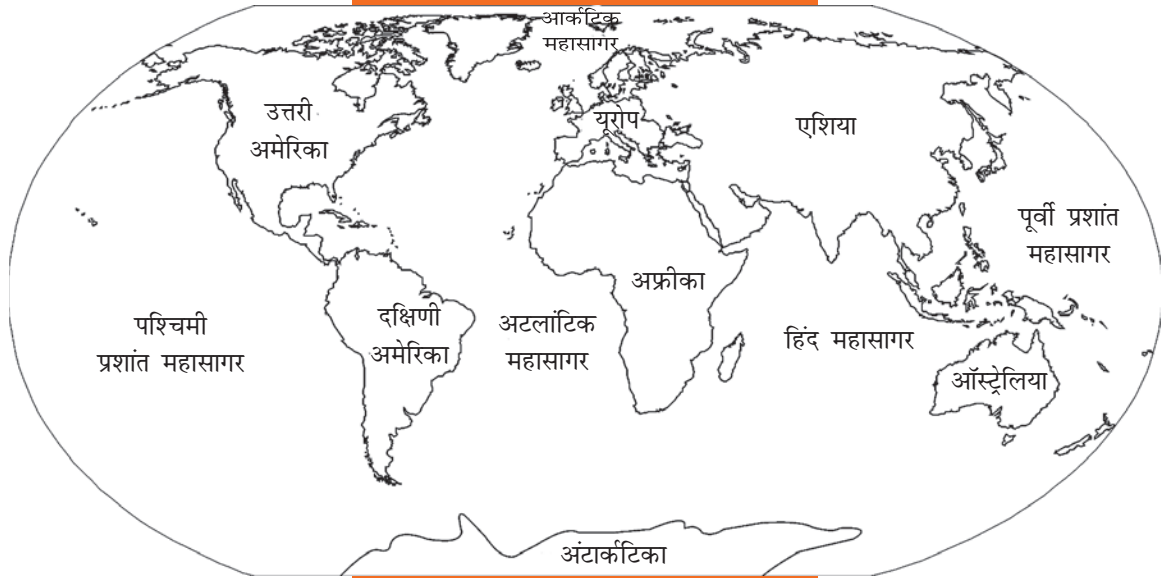 आर्कटिक
महासागर
उत्तरी
अमेरिका
यूरोप
एशिया
पूर्वी प्रशांत
महासागर
अफ्रीका
पश्चिमी
प्रशांत महासागर
दक्षिणी
अमेरिका
अटलांटिक
महासागर
हिंद महासागर
ऑस्ट्रेलिया
अंटार्कटिका